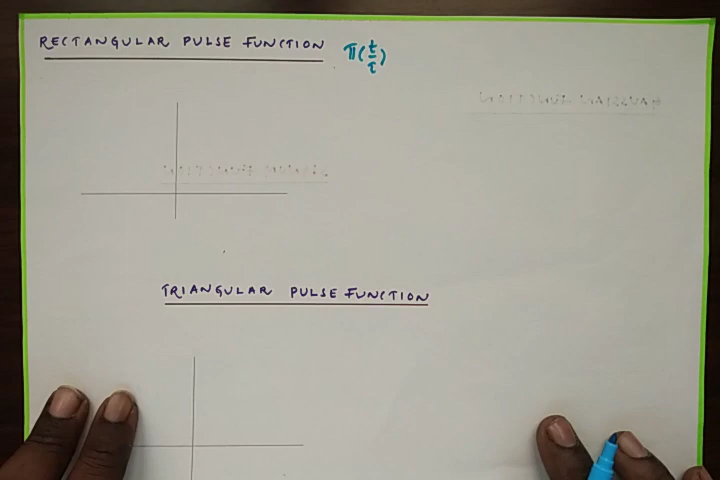 RECTANGULAR PULSE FUNCTION π(t/τ)
TRIANGULAR PULSE FUNCTION